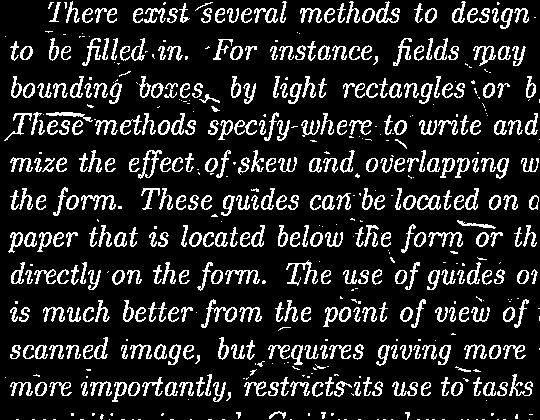 There exist several methods to design
to be filled in. For instance, fields may
bounding boxes, by light rectangles or b
These methods specify where to write and
mize the effect of skew and overlapping w
the form. These guides can be located on a
paper that is located below the form or th
directly on the form. The use of guides on
is much better from the point of view of
scanned image, but requires giving more
more importantly, restricts its use to tasks